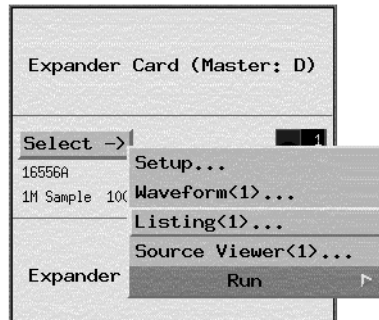 Expander Card (Master: D)
Select ->
1
16556A
1M Sample
Setup...
Waveform<1>...
Listing<1>...
Source Viewer<1>...
Run
Expander